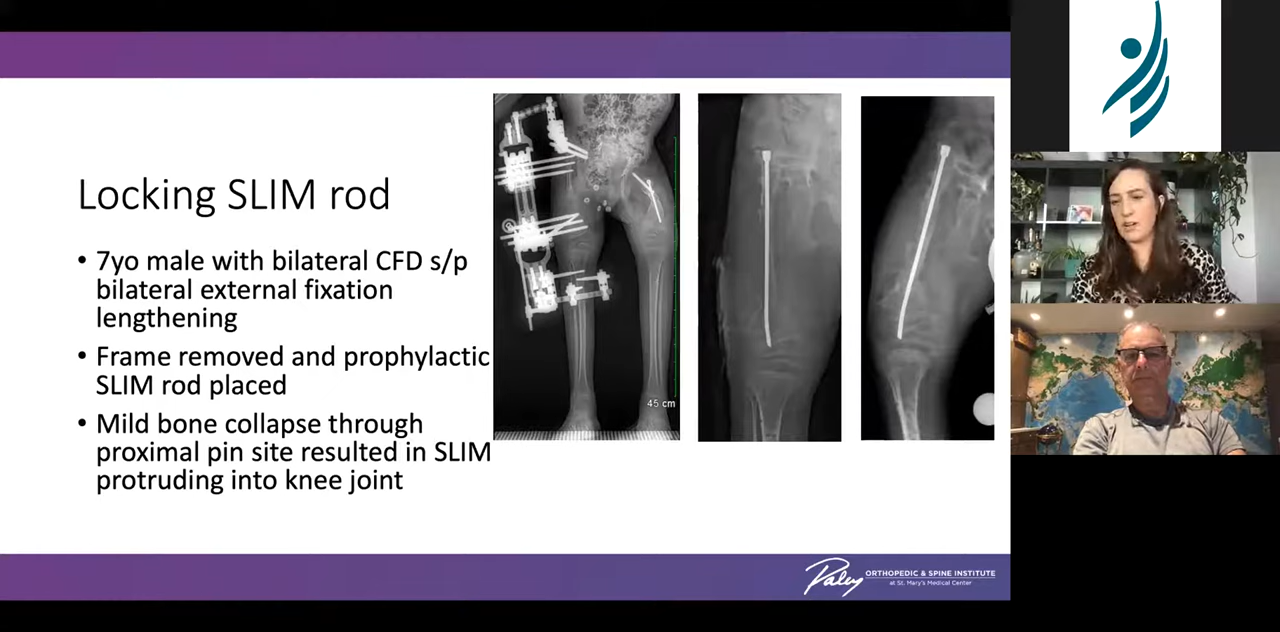 Locking SLIM rod
• 7yo male with bilateral CFD s/p
bilateral external fixation
lengthening
• Frame removed and prophylactic
SLIM rod placed
• Mild bone collapse through
proximal pin site resulted in SLIM
protruding into knee joint
45 cm
Paley
ORTHOPEDIC & SPINE INSTITUTE
at St. Mary's Medical Center